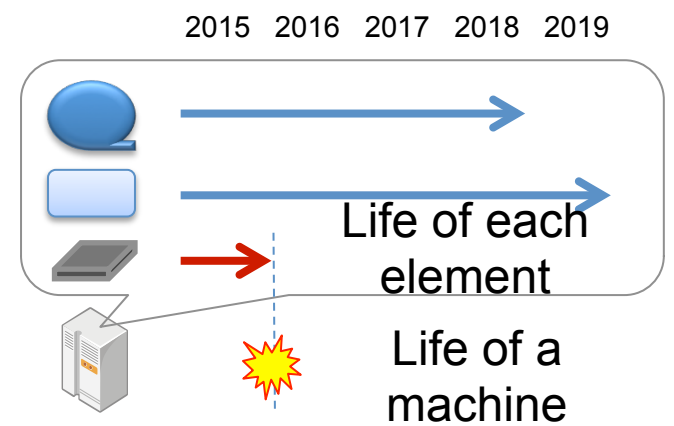 2015 2016 2017 2018 2019
Life of each
element
Life of a
machine